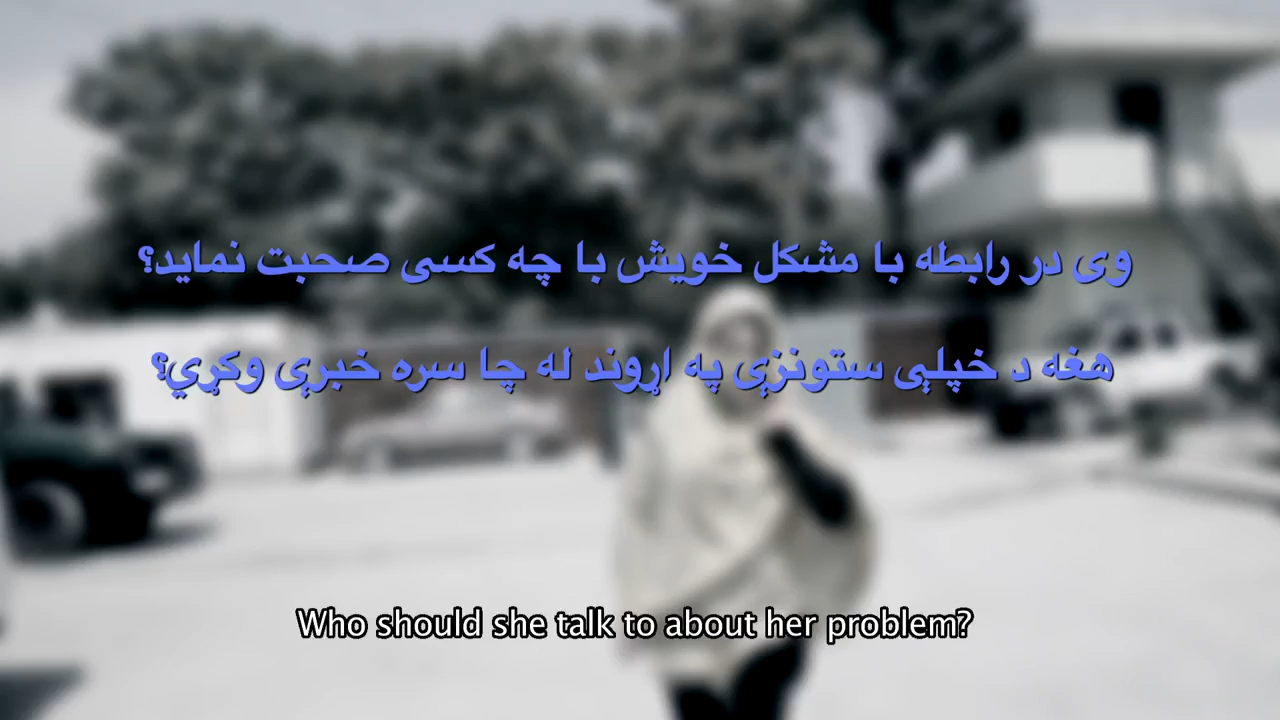 وی در رابطه با مشکل خویش با چه کسی صحبت نماید؟
هغه د خپلې ستونزې په اړوند له چا سره خبرې وکړي؟
Who should she talk to about her problem?